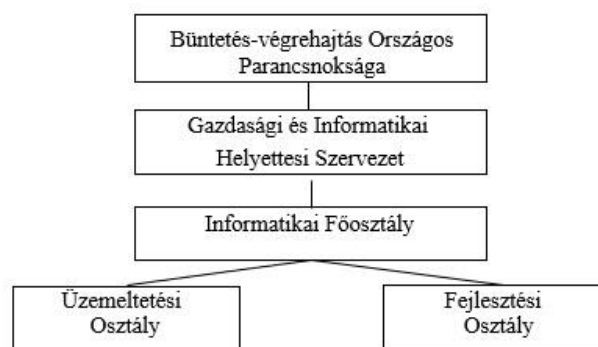 Büntetés-végrehajtás Országos
Parancsnoksága
Gazdasági és Informatikai
Helyettesi Szervezet
Informatikai Főosztály
Üzemeltetési
Osztály
Fejlesztési
Osztály